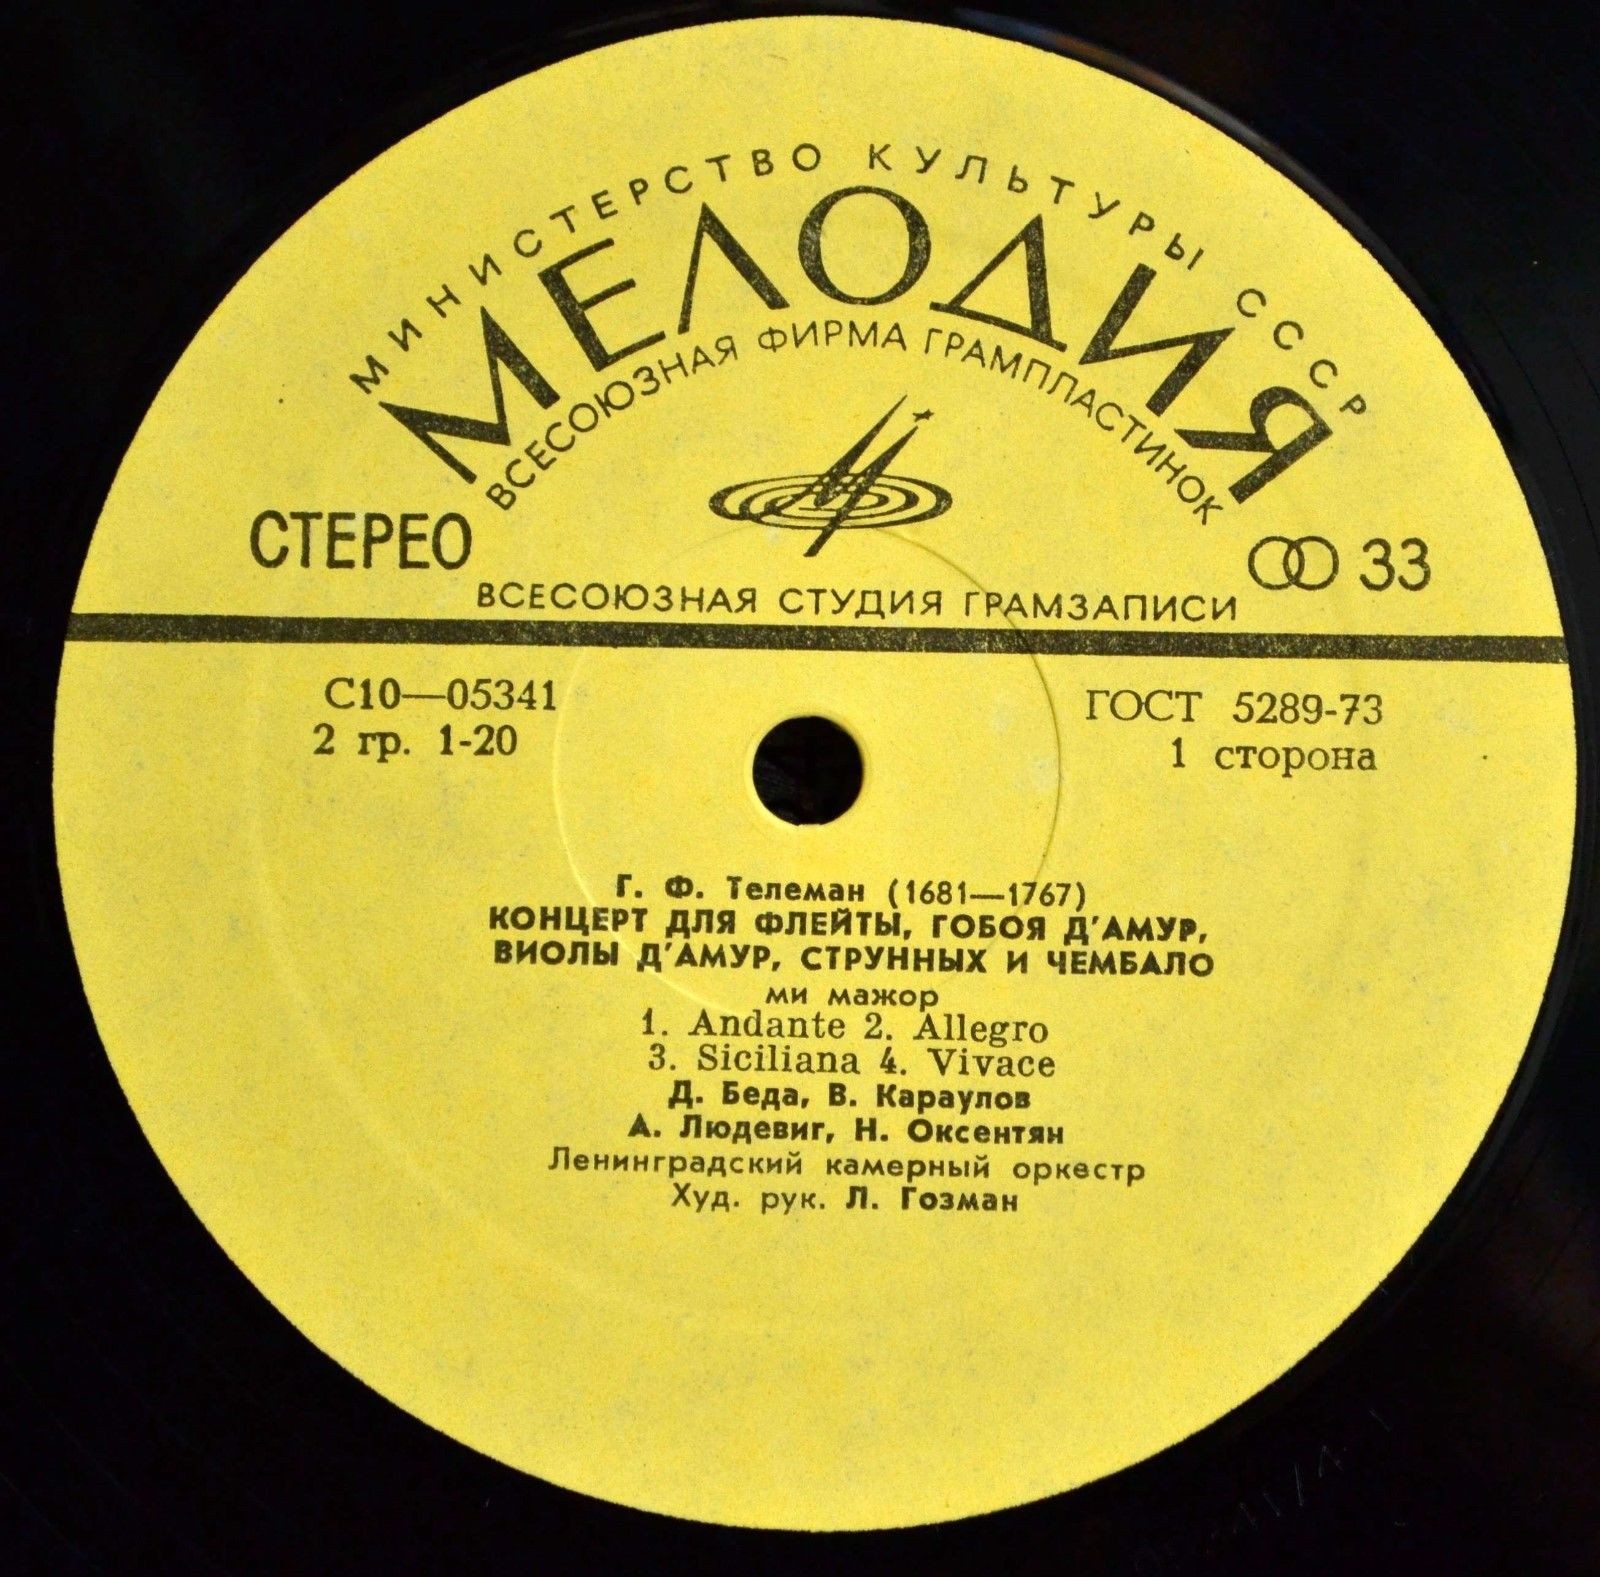 МИНИСТЕРСТВО КУЛЬТУРЫ СССР
МЕЛОДИЯ
ВСЕСОЮЗНАЯ ФИРМА ГРАМПЛАСТИНОК
СТЕРЕО
33
ВСЕСОЮЗНАЯ СТУДИЯ ГРАМЗАПИСИ
С10—05341
ГОСТ 5289-73
2 гр. 1-20
1 сторона
Г. Ф. Телеман (1681—1767)
КОНЦЕРТ ДЛЯ ФЛЕЙТЫ, ГОБОЯ Д'АМУР,
ВИОЛЫ Д'АМУР, СТРУННЫХ И ЧЕМБАЛО
ми мажор
1. Andante 2. Allegro
3. Siciliana 4. Vivace
Д. Беда, В. Караулов
А. Людевиг, Н. Оксентян
Ленинградский камерный оркестр
Худ. рук. Л. Гозман